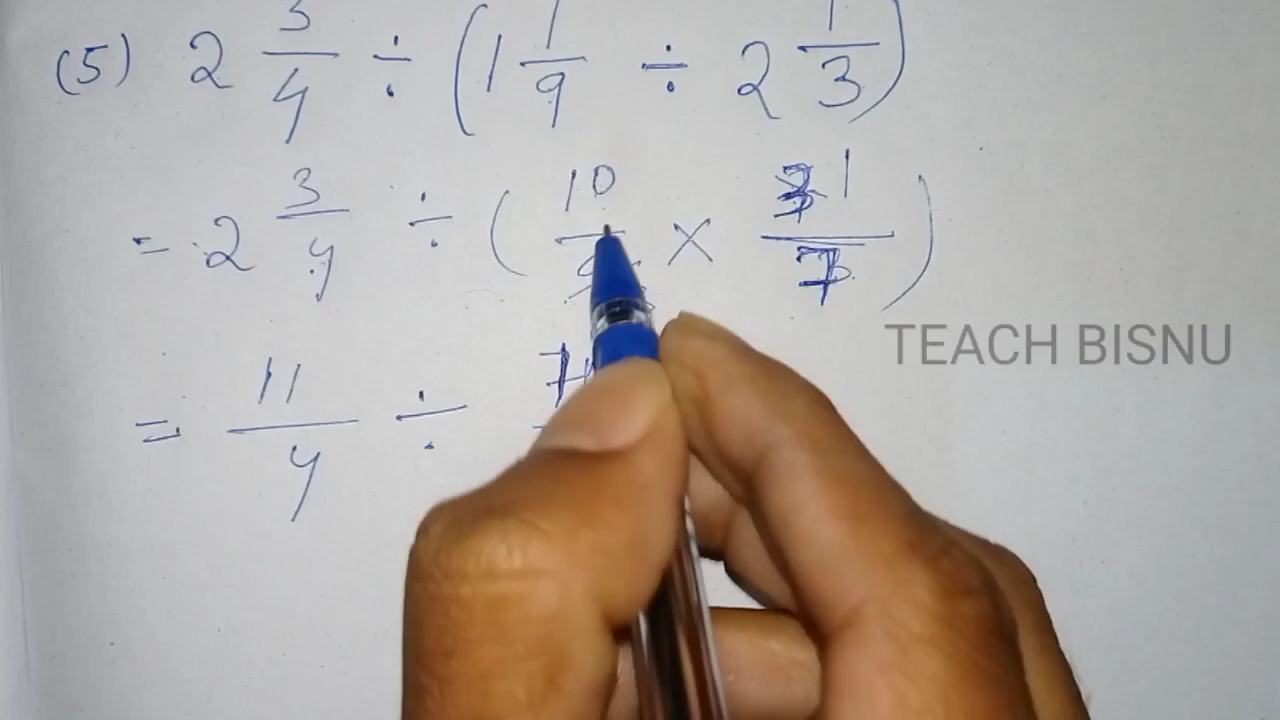 (5) 2 3/4 ÷ (1 1/9 ÷ 2 1/3)
= 2 3/4 ÷ ( 10/9 × 3 1/7 )
TEACH BISNU
= 11/4 ÷